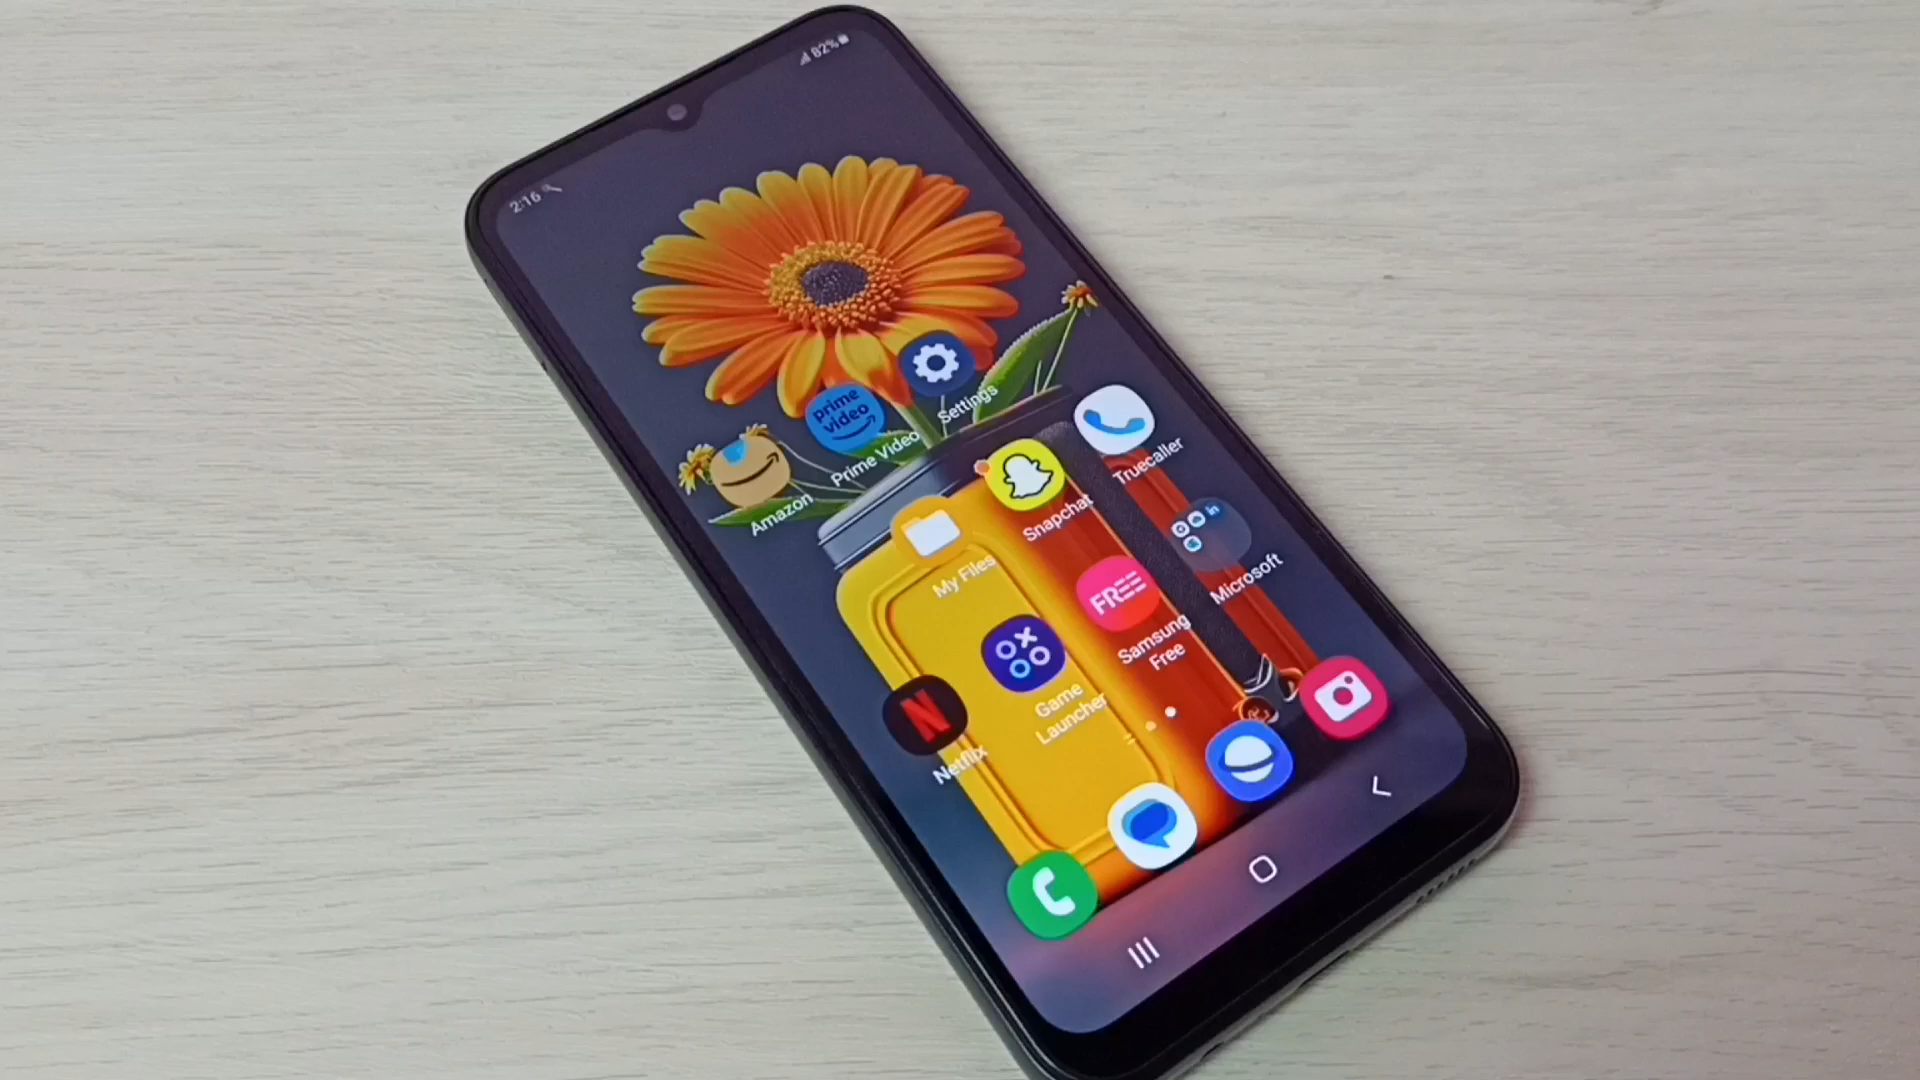 2:16
82%
Amazon
prime
video
Prime Video
Settings
My Files
Snapchat
Truecaller
N
Netflix
Game
Launcher
FREE
Samsung
Free
in
Microsoft